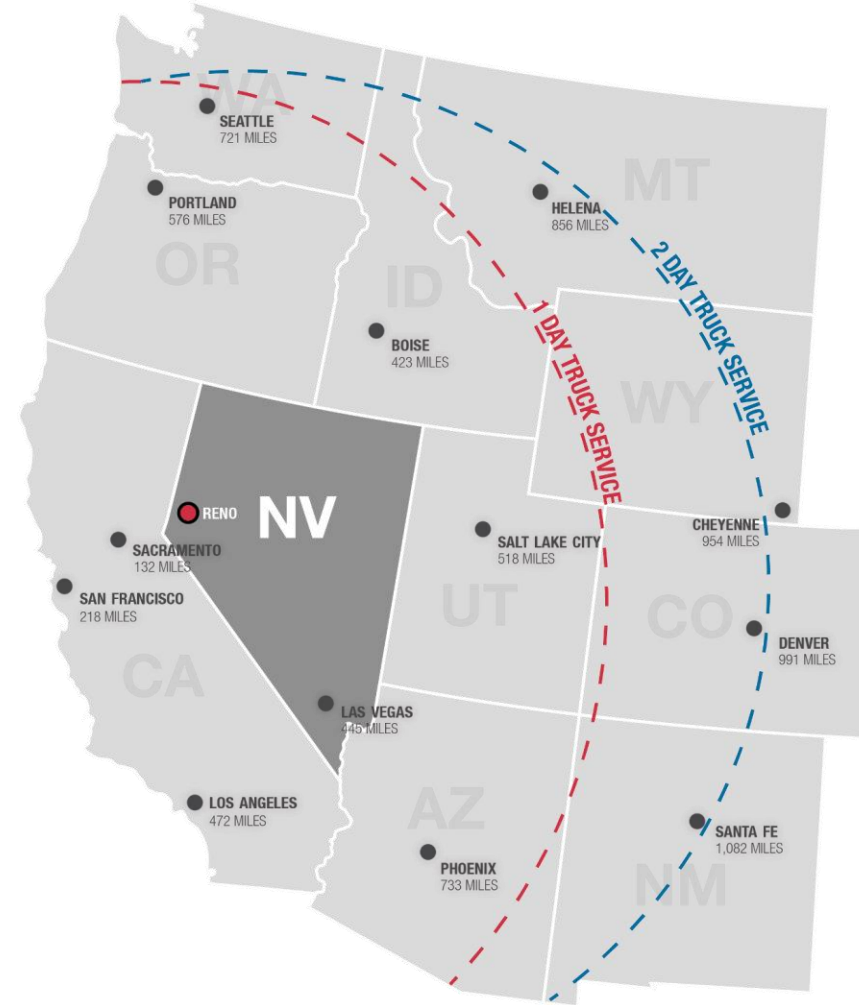 WA
SEATTLE
721 MILES
MT
PORTLAND
576 MILES
HELENA
856 MILES
OR
ID
2 DAY TRUCK SERVICE
1 DAY TRUCK SERVICE
BOISE
423 MILES
WY
RENO
NV
SACRAMENTO
132 MILES
SALT LAKE CITY
518 MILES
CHEYENNE
954 MILES
SAN FRANCISCO
218 MILES
UT
CO
DENVER
991 MILES
CA
LAS VEGAS
445 MILES
LOS ANGELES
472 MILES
AZ
SANTA FE
1,082 MILES
PHOENIX
733 MILES
NM